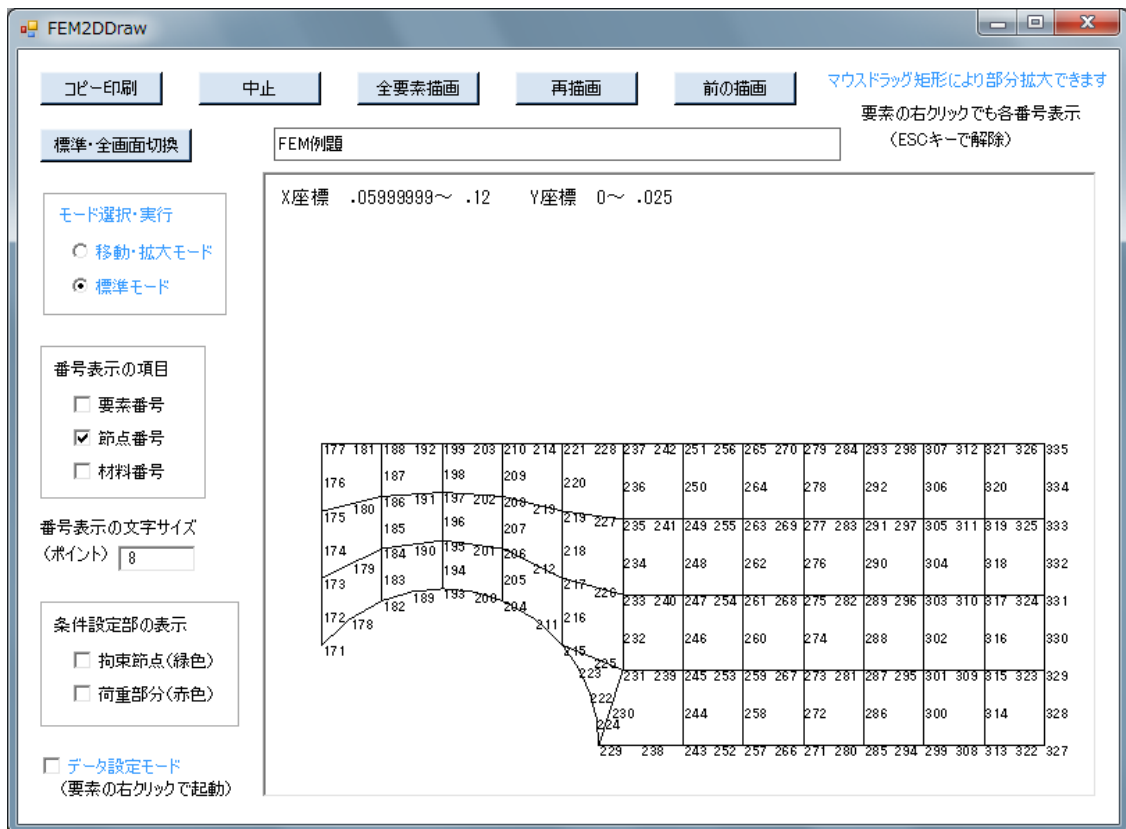 FEM2DDraw
コピー印刷 中止 全要素描画 再描画 前の描画 マウスドラッグ矩形により部分拡大できます
要素の右クリックでも各番号表示
標準・全画面切換 FEM例題 (ESCキーで解除)
X座標 .05999999～ .12 Y座標 0～ .025
モード選択・実行
移動・拡大モード
標準モード
番号表示の項目
要素番号
節点番号
材料番号
番号表示の文字サイズ
(ポイント) 8
条件設定部の表示
拘束節点(緑色)
荷重部分(赤色)
データ設定モード
(要素の右クリックで起動)
177 181 188 192 199 203 210 214 221 228 237 242 251 256 265 270 279 284 293 298 307 312 321 326 335
176 187 198 209 220 236 250 264 278 292 306 320 334
175 180 186 191 197 202 208 213 219 227 235 241 249 255 263 269 277 283 291 297 305 311 319 325 333
185 196 207
174 184 190 195 201 206 212 218 234 248 262 276 290 304 318 332
173 179 183 194 205 217 226 233 240 247 254 261 268 275 282 289 296 303 310 317 324 331
182 189 193 200 204
172 178 211 216 232 246 260 274 288 302 316 330
171 215 225
223 231 239 245 253 259 267 273 281 287 295 301 309 315 323 329
222
224 230 244 258 272 286 300 314 328
229 238 243 252 257 266 271 280 285 294 299 308 313 322 327